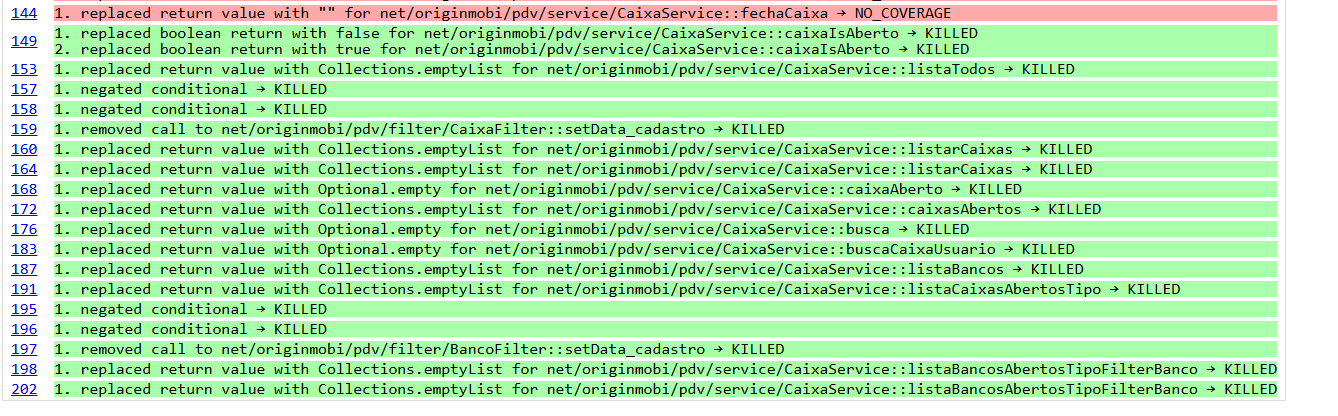 144 1. replaced return value with "" for net/originmobi/pdv/service/CaixaService::fechaCaixa → NO_COVERAGE
149 1. replaced boolean return with false for net/originmobi/pdv/service/CaixaService::caixaIsAberto → KILLED
2. replaced boolean return with true for net/originmobi/pdv/service/CaixaService::caixaIsAberto → KILLED
153 1. replaced return value with Collections.emptyList for net/originmobi/pdv/service/CaixaService::listaTodos → KILLED
157 1. negated conditional → KILLED
158 1. negated conditional → KILLED
159 1. removed call to net/originmobi/pdv/filter/CaixaFilter::setData_cadastro → KILLED
160 1. replaced return value with Collections.emptyList for net/originmobi/pdv/service/CaixaService::listarCaixas → KILLED
164 1. replaced return value with Collections.emptyList for net/originmobi/pdv/service/CaixaService::listarCaixas → KILLED
168 1. replaced return value with Optional.empty for net/originmobi/pdv/service/CaixaService::caixaAberto → KILLED
172 1. replaced return value with Collections.emptyList for net/originmobi/pdv/service/CaixaService::caixasAbertos → KILLED
176 1. replaced return value with Optional.empty for net/originmobi/pdv/service/CaixaService::busca → KILLED
183 1. replaced return value with Optional.empty for net/originmobi/pdv/service/CaixaService::buscaCaixaUsuario → KILLED
187 1. replaced return value with Collections.emptyList for net/originmobi/pdv/service/CaixaService::listaBancos → KILLED
191 1. replaced return value with Collections.emptyList for net/originmobi/pdv/service/CaixaService::listaCaixasAbertosTipo → KILLED
195 1. negated conditional → KILLED
196 1. negated conditional → KILLED
197 1. removed call to net/originmobi/pdv/filter/BancoFilter::setData_cadastro → KILLED
198 1. replaced return value with Collections.emptyList for net/originmobi/pdv/service/CaixaService::listaBancosAbertosTipoFilterBanco → KILLED
202 1. replaced return value with Collections.emptyList for net/originmobi/pdv/service/CaixaService::listaBancosAbertosTipoFilterBanco → KILLED